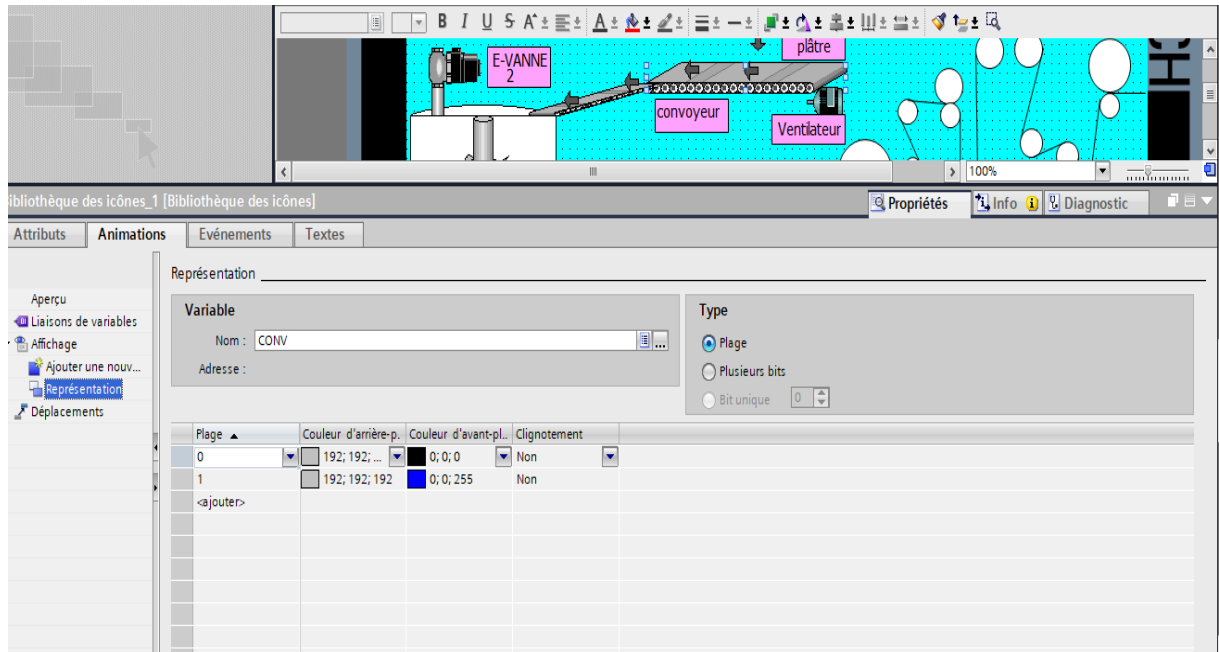 B I U S A
A
plâtre
E-VANNE
2
convoyeur
Ventilateur
CH
100%
Bibliothèque des icônes_1 [Bibliothèque des icônes]
Propriétés Info Diagnostic
Attributs Animations Evénements Textes
Représentation
Aperçu
Liaisons de variables
Affichage
Ajouter une nouv...
Représentation
Déplacements
Variable
Nom : CONV
Adresse :
Type
Plage
Plusieurs bits
Bit unique 0
Plage Couleur d'arrière-p. Couleur d'avant-pl.. Clignotement
0 192; 192; ... 0; 0; 0 Non
1 192; 192; 192 0; 0; 255 Non
<ajouter>